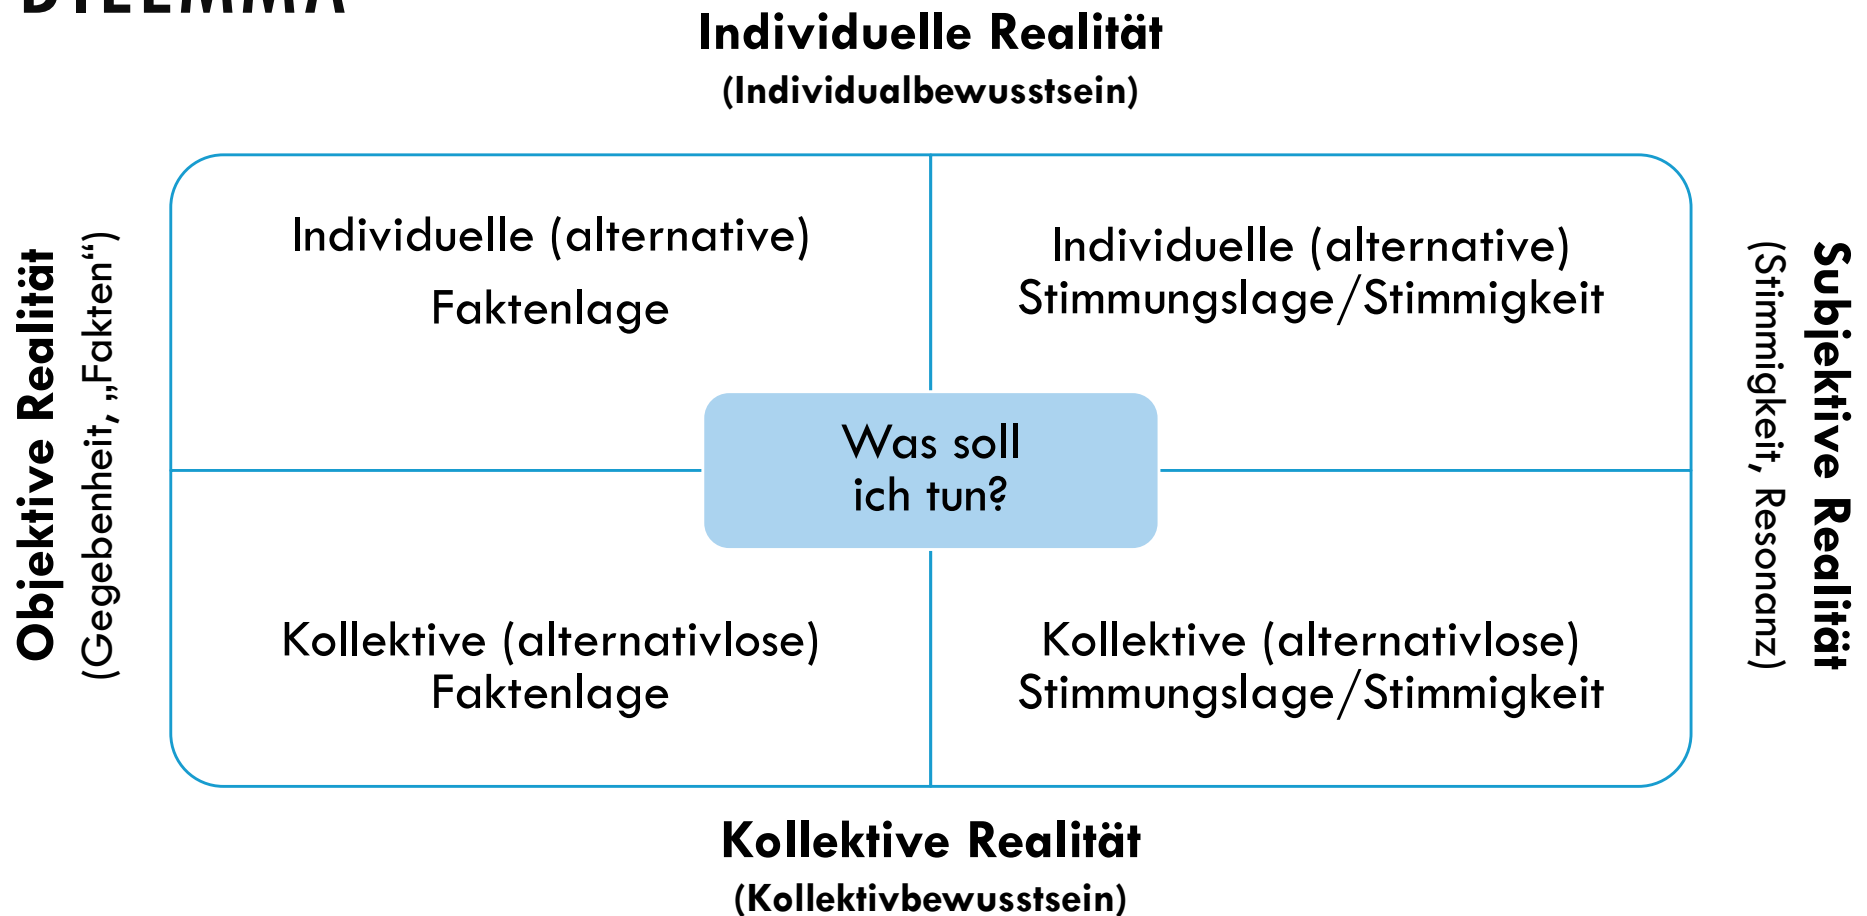 DILEMMA
Individuelle Realität
(Individualbewusstsein)
Objektive Realität
(Gegebenheit, „Fakten“)
Individuelle (alternative)
Faktenlage
Individuelle (alternative)
Stimmungslage/Stimmigkeit
Subjektive Realität
(Stimmigkeit, Resonanz)
Was soll
ich tun?
Kollektive (alternativlose)
Faktenlage
Kollektive (alternativlose)
Stimmungslage/Stimmigkeit
Kollektive Realität
(Kollektivbewusstsein)